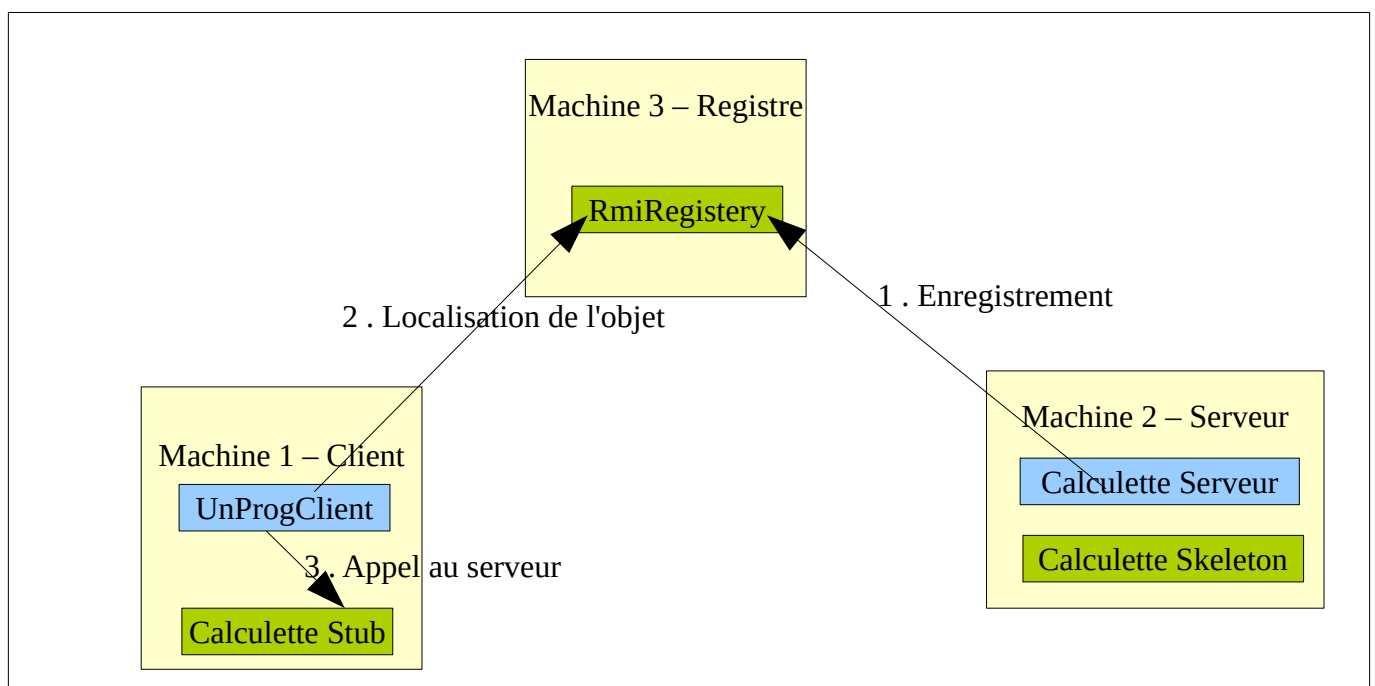 Machine 3 – Registre
RmiRegistery
1 . Enregistrement
2 . Localisation de l'objet
Machine 2 – Serveur
Machine 1 – Client
Calculette Serveur
UnProgClient
Calculette Skeleton
3 . Appel au serveur
Calculette Stub